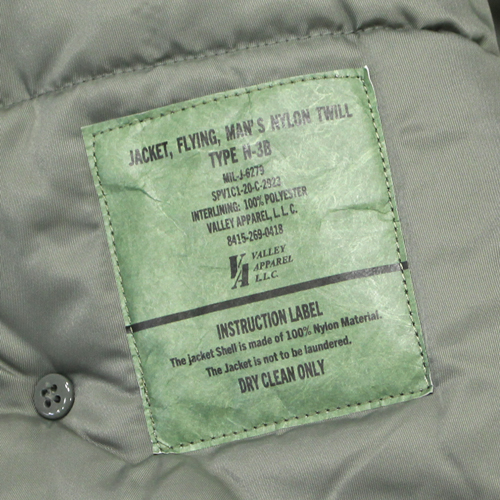 JACKET, FLYING, MAN'S NYLON TWILL
TYPE N-3B
MIL-J-6279
SPV1C1-20-C-2922
INTERLINING: 100% POLYESTER
VALLEY APPAREL, L.L.C.
8415-269-0418
VA VALLEY
APPAREL
L.L.C.
INSTRUCTION LABEL
The jacket Shell is made of 100% Nylon Material.
The Jacket is not to be laundered.
DRY CLEAN ONLY